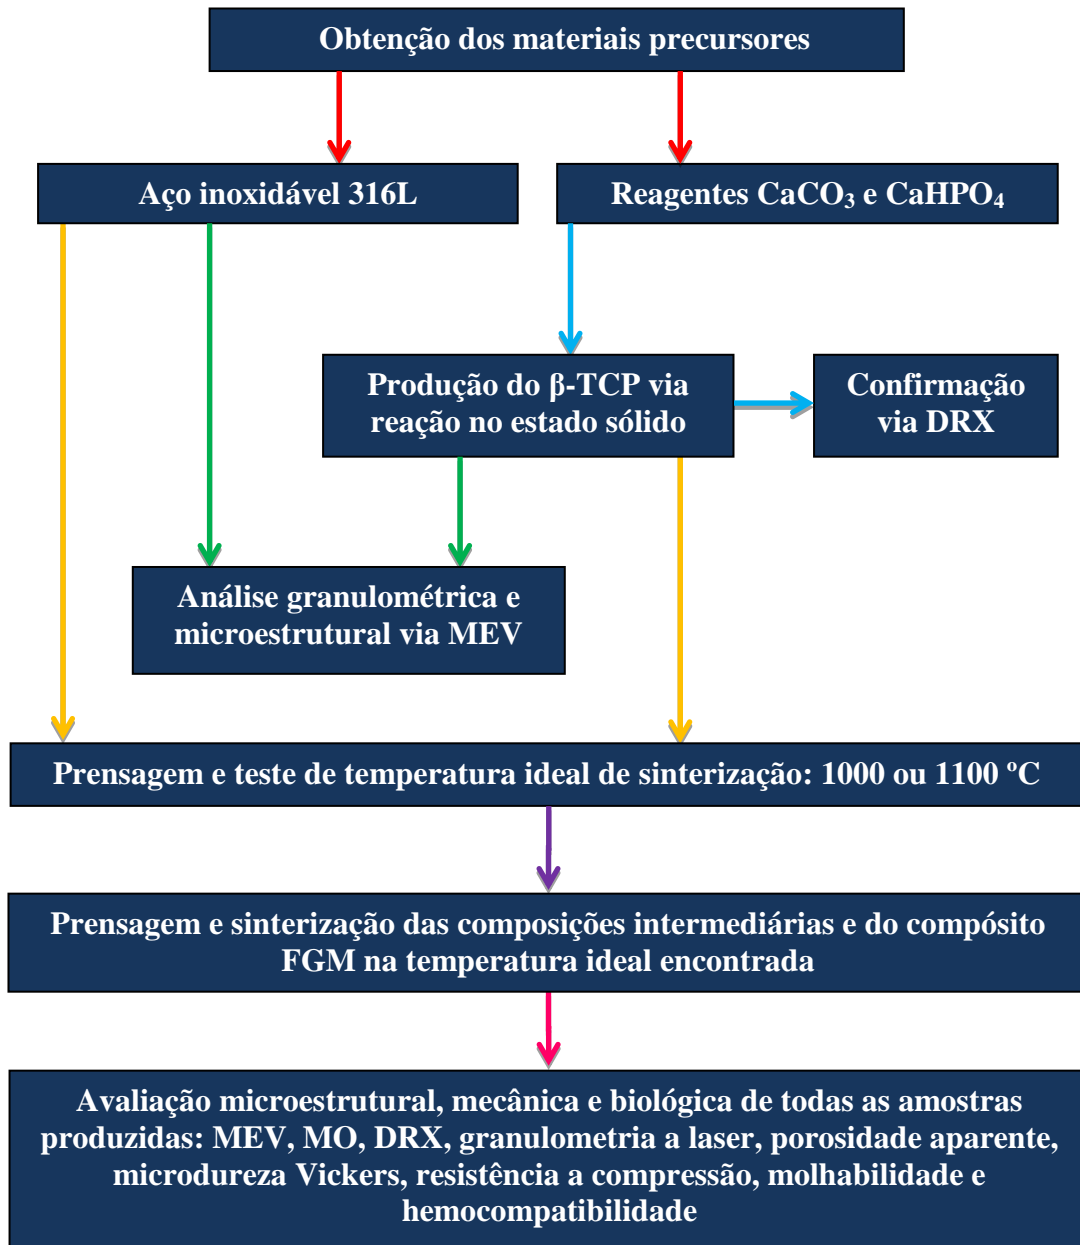 Obtenção dos materiais precursores
Aço inoxidável 316L
Reagentes CaCO₃ e CaHPO₄
Produção do β-TCP via
reação no estado sólido
Confirmação
via DRX
Análise granulométrica e
microestrutural via MEV
Prensagem e teste de temperatura ideal de sinterização: 1000 ou 1100 ºC
Prensagem e sinterização das composições intermediárias e do compósito
FGM na temperatura ideal encontrada
Avaliação microestrutural, mecânica e biológica de todas as amostras
produzidas: MEV, MO, DRX, granulometria a laser, porosidade aparente,
microdureza Vickers, resistência a compressão, molhabilidade e
hemocompatibilidade